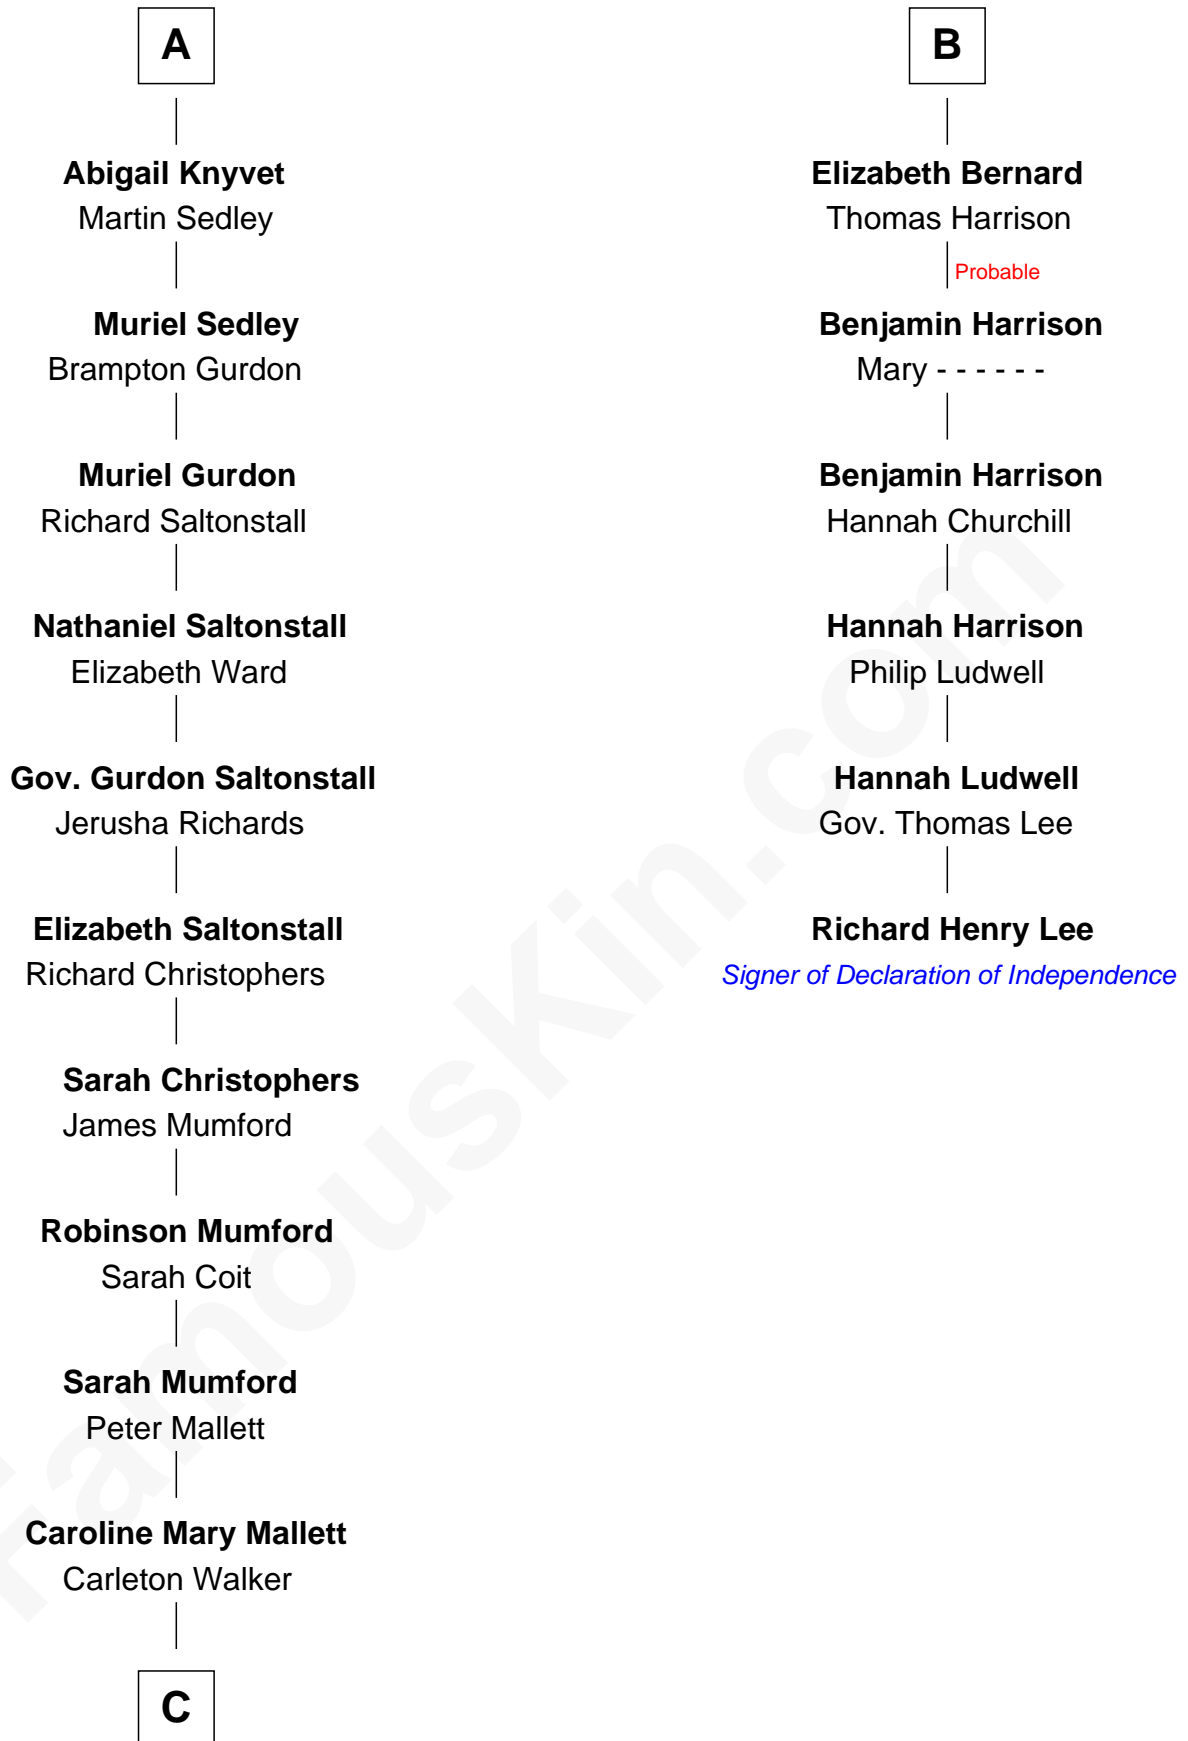 A
Abigail Knyvet
Martin Sedley
Muriel Sedley
Brampton Gurdon
Muriel Gurdon
Richard Saltonstall
Nathaniel Saltonstall
Elizabeth Ward
Gov. Gurdon Saltonstall
Jerusha Richards
Elizabeth Saltonstall
Richard Christophers
Sarah Christophers
James Mumford
Robinson Mumford
Sarah Coit
Sarah Mumford
Peter Mallett
Caroline Mary Mallett
Carleton Walker
C
B
Elizabeth Bernard
Thomas Harrison
Probable
Benjamin Harrison
Mary - - - - - -
Benjamin Harrison
Hannah Churchill
Hannah Harrison
Philip Ludwell
Hannah Ludwell
Gov. Thomas Lee
Richard Henry Lee
Signer of Declaration of Independence
FamousKin.com